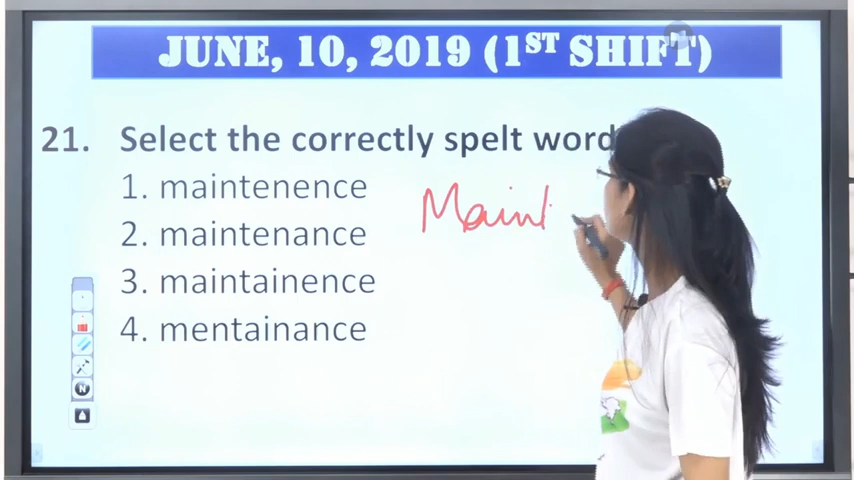 JUNE, 10, 2019 (1ST SHIFT)
21. Select the correctly spelt word
1. maintenence
2. maintenance
3. maintainence
4. mentainance
Maint
N